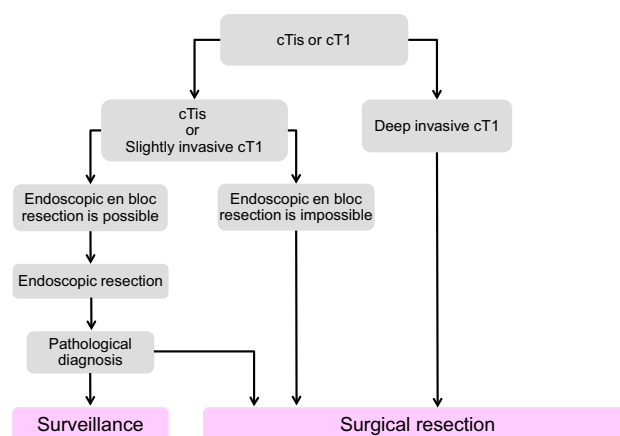 cTis or cT1
cTis
or
Slightly invasive cT1
Deep invasive cT1
Endoscopic en bloc
resection is possible
Endoscopic en bloc
resection is impossible
Endoscopic resection
Pathological
diagnosis
Surveillance
Surgical resection